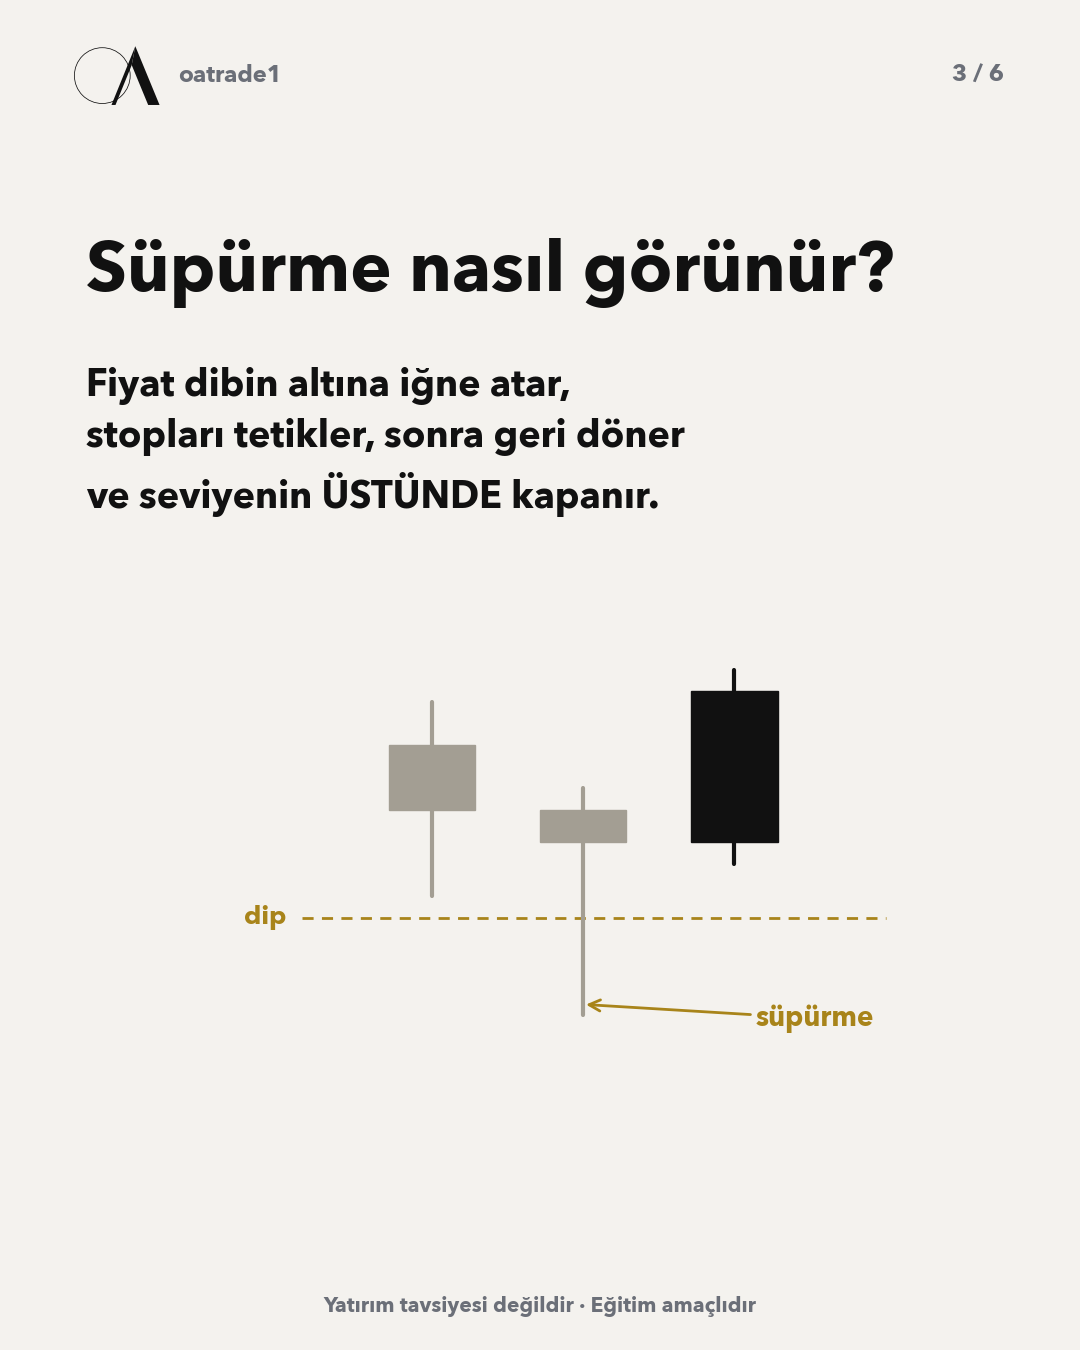 oatrade1
3 / 6
Süpürme nasıl görünür?
Fiyat dibin altına iğne atar,
stopları tetikler, sonra geri döner
ve seviyenin ÜSTÜNDE kapanır.
dip
süpürme
Yatırım tavsiyesi değildir · Eğitim amaçlıdır